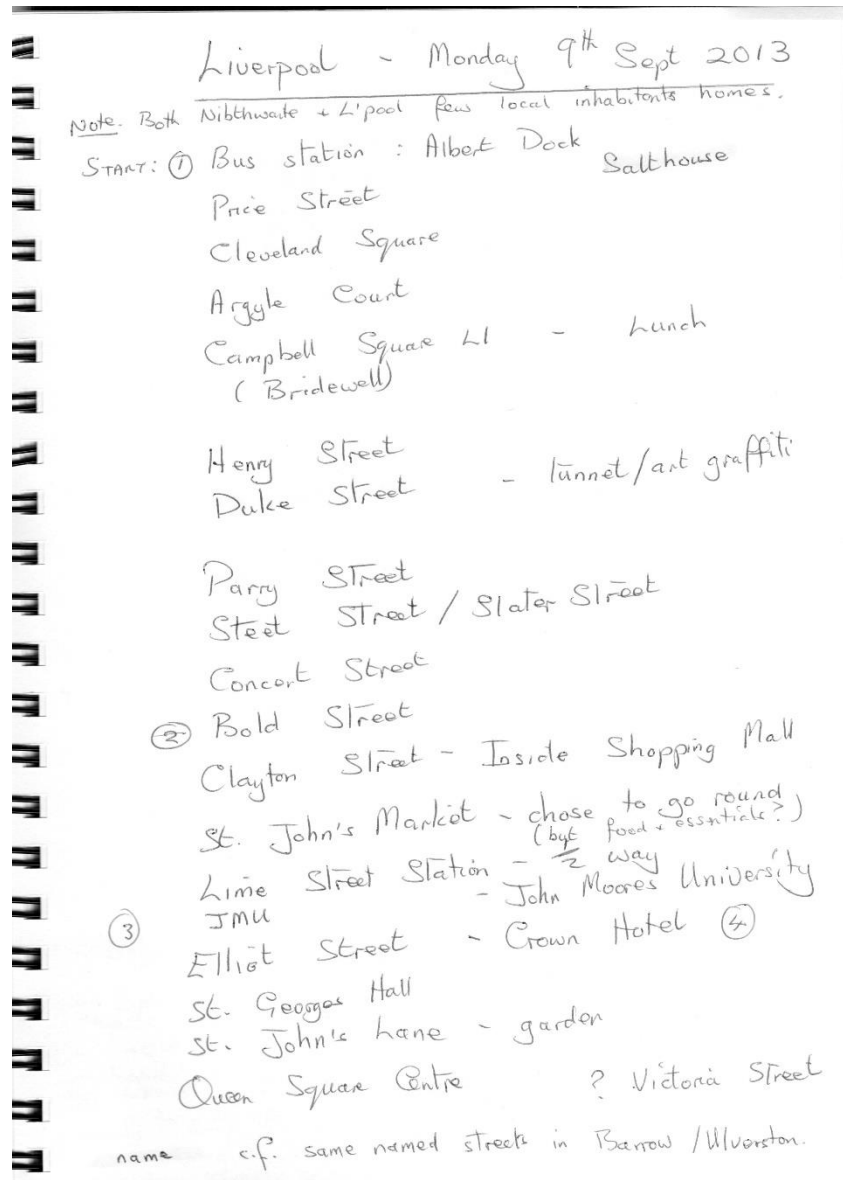 Liverpool - Monday 9th Sept 2013
Note. Both Nibthwaite + L'pool few local inhabitants homes.
START: ① Bus station : Albert Dock
Salthouse
Price Street
Cleveland Square
Argyle Court
Campbell Square L1 - Lunch
(Bridewell)
Henry Street
Duke Street - tunnel/art graffiti
Parry Street
Steet Street / Slater Street
Concert Street
② Bold Street
Clayton Street - Inside Shopping Mall
St. John's Market - chose to go round
(byt food + essntials?)
Lime Street Station - ½ way
JMU - John Moores University
③ Elliot Street - Crown Hotel ④
St. Georges Hall
St. John's Lane - garden
Queen Square Centre ? Victoria Street
name c.f. same named streets in Barrow / Ulverston.